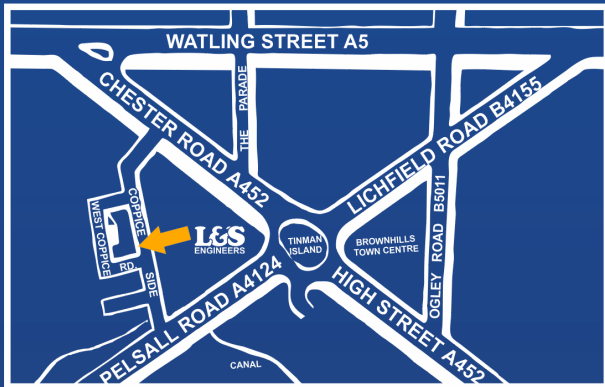 WATLING STREET A5
CHESTER ROAD A452
THE PARADE
LICHFIELD ROAD B4155
OGLEY ROAD B5011
WEST COPPICE
RD
COPPICE
SIDE
L&S
ENGINEERS
TINMAN
ISLAND
BROWNHILLS
TOWN CENTRE
PELSALL ROAD A4124
HIGH STREET A452
CANAL